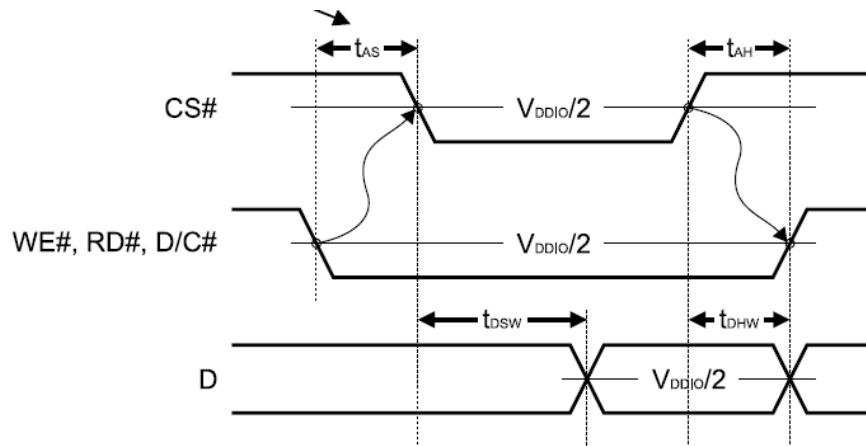 tAS tAH
CS# VDDIO/2
WE#, RD#, D/C# VDDIO/2
tDSW tDHW
D VDDIO/2